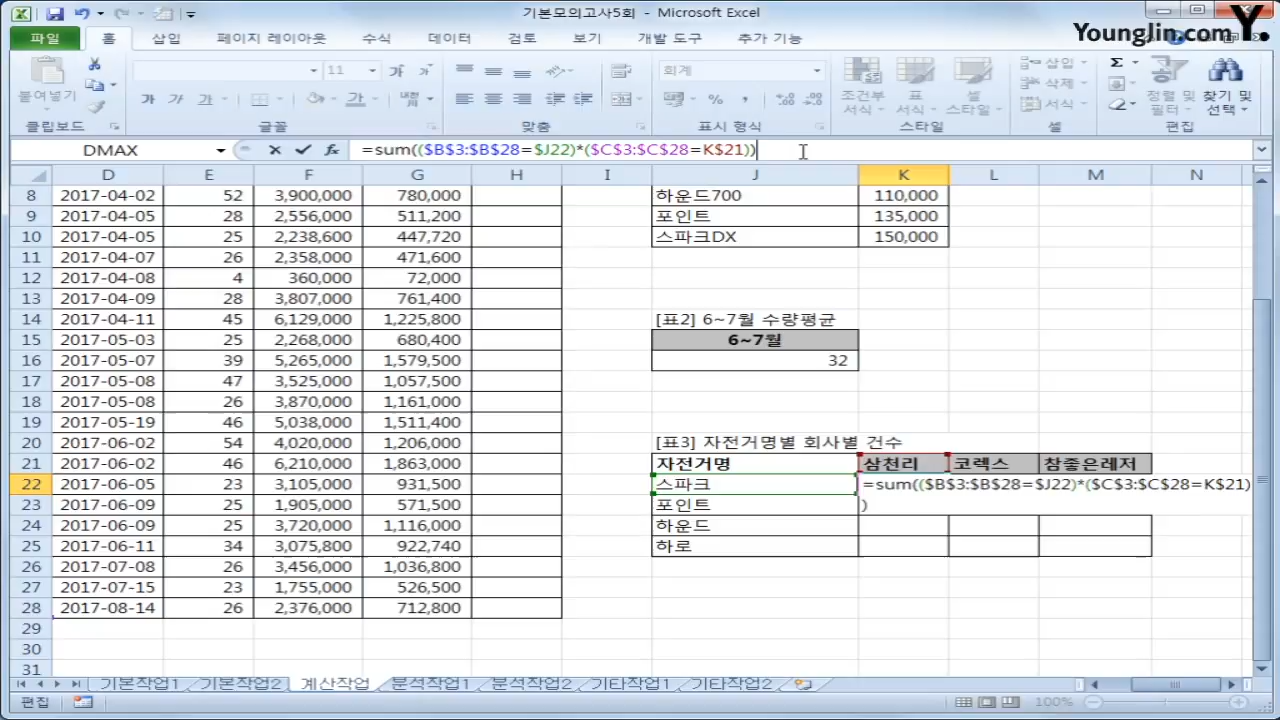 기본모의고사5회 - Microsoft Excel
Younglin.com Y.
파일 홈 삽입 페이지 레이아웃 수식 데이터 검토 보기 개발 도구 추가 기능
붙여넣기 11 가 가 가 가 가 회계 % , 조건부 서식 표 서식 셀 스타일 삽입 삭제 서식 Σ 정렬 및 필터 찾기 및 선택
클립보드 글꼴 맞춤 표시 형식 스타일 셀 편집
DMAX fx =sum(($B$3:$B$28=$J22)*($C$3:$C$28=K$21))
D E F G H I J K L M N
8 2017-04-02 52 3,900,000 780,000 하운드700 110,000
9 2017-04-05 28 2,556,000 511,200 포인트 135,000
10 2017-04-05 25 2,238,600 447,720 스파크DX 150,000
11 2017-04-07 26 2,358,000 471,600
12 2017-04-08 4 360,000 72,000
13 2017-04-09 28 3,807,000 761,400
14 2017-04-11 45 6,129,000 1,225,800 [표2] 6~7월 수량평균
15 2017-05-03 25 2,268,000 680,400 6~7월
16 2017-05-07 39 5,265,000 1,579,500 32
17 2017-05-08 47 3,525,000 1,057,500
18 2017-05-08 26 3,870,000 1,161,000
19 2017-05-19 46 5,038,000 1,511,400
20 2017-06-02 54 4,020,000 1,206,000 [표3] 자전거명별 회사별 건수
21 2017-06-02 46 6,210,000 1,863,000 자전거명 삼천리 코렉스 참좋은레저
22 2017-06-05 23 3,105,000 931,500 스파크 =sum(($B$3:$B$28=$J22)*($C$3:$C$28=K$21)
23 2017-06-09 25 1,905,000 571,500 포인트 )
24 2017-06-09 25 3,720,000 1,116,000 하운드
25 2017-06-11 34 3,075,800 922,740 하로
26 2017-07-08 26 3,456,000 1,036,800
27 2017-07-15 23 1,755,000 526,500
28 2017-08-14 26 2,376,000 712,800
29
30
31
기본작업1 기본작업2 계산작업 분석작업1 분석작업2 기타작업1 기타작업2
편집 100%